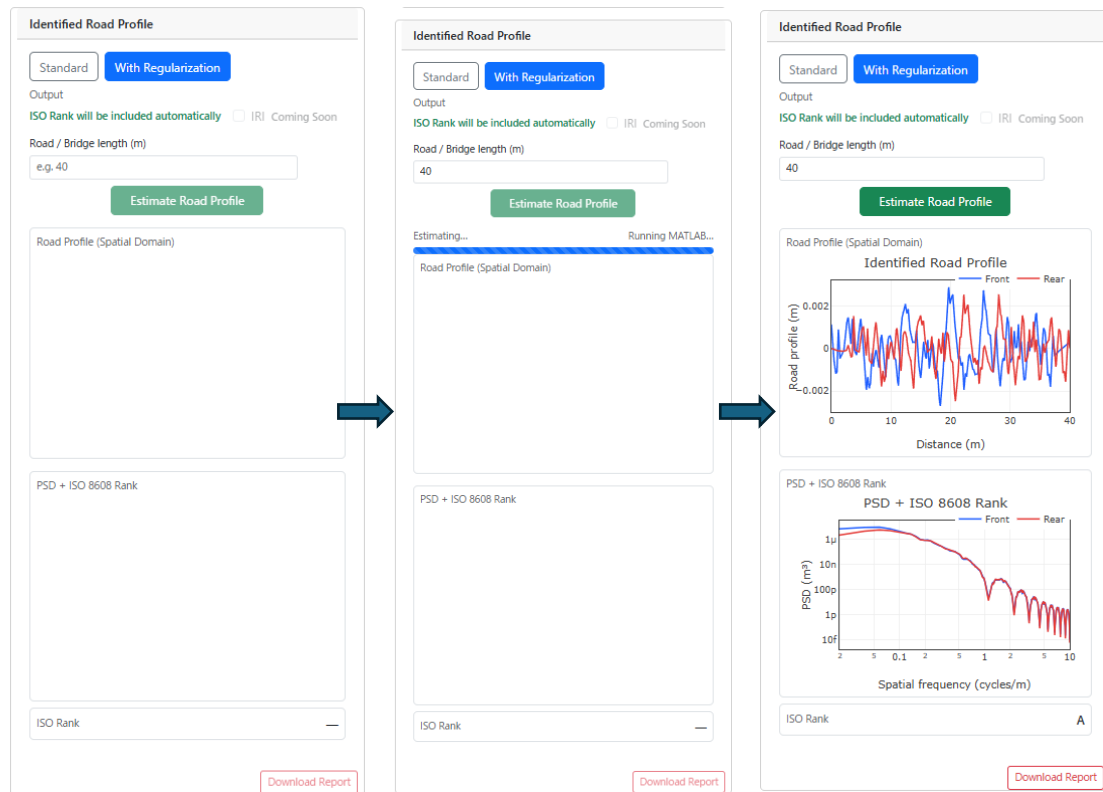 Identified Road Profile
Standard
With Regularization
Output
ISO Rank will be included automatically
IRI Coming Soon
Road / Bridge length (m)
e.g. 40
Estimate Road Profile
Road Profile (Spatial Domain)
PSD + ISO 8608 Rank
ISO Rank
—
Download Report
Identified Road Profile
Standard
With Regularization
Output
ISO Rank will be included automatically
IRI Coming Soon
Road / Bridge length (m)
40
Estimate Road Profile
Estimating...
Running MATLAB...
Road Profile (Spatial Domain)
PSD + ISO 8608 Rank
ISO Rank
—
Download Report
Identified Road Profile
Standard
With Regularization
Output
ISO Rank will be included automatically
IRI Coming Soon
Road / Bridge length (m)
40
Estimate Road Profile
Road Profile (Spatial Domain)
Identified Road Profile
Front
Rear
Road profile (m)
0.002
0
−0.002
0 10 20 30 40
Distance (m)
PSD + ISO 8608 Rank
PSD + ISO 8608 Rank
Front
Rear
PSD (m³)
1μ
10n
100p
1p
10f
2 5 0.1 2 5 1 2 5 10
Spatial frequency (cycles/m)
ISO Rank
A
Download Report